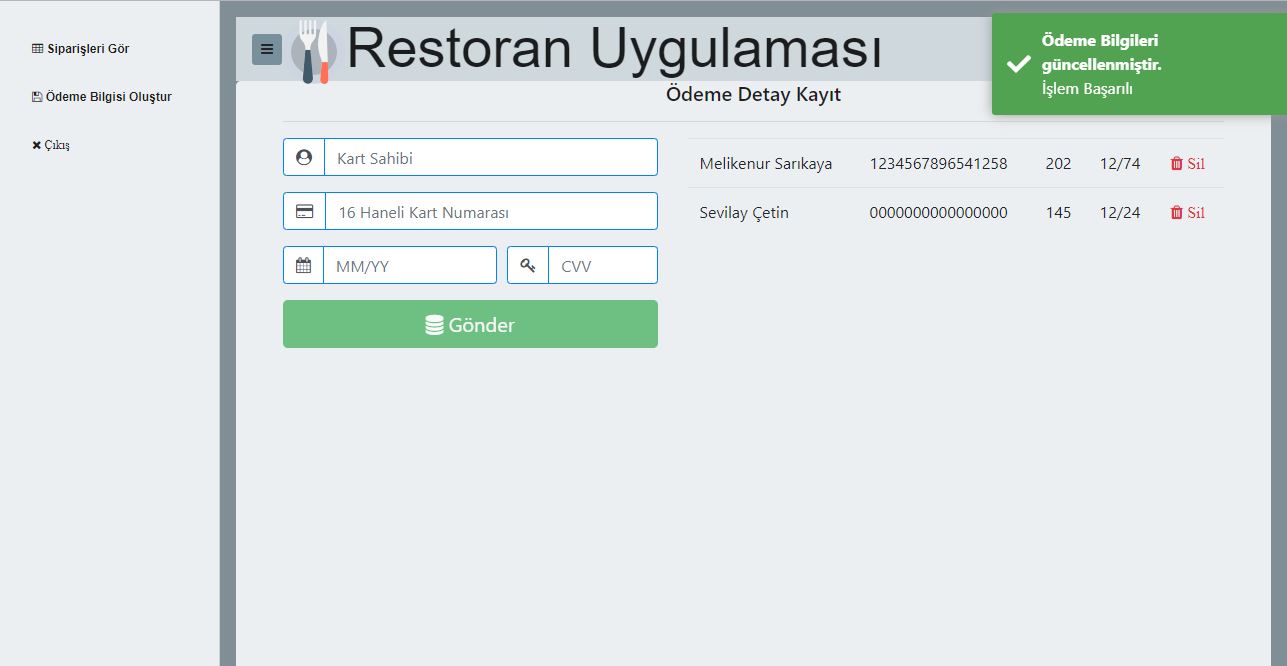 Siparişleri Gör
Ödeme Bilgisi Oluştur
Çıkış
Restoran Uygulaması
Ödeme Bilgileri
güncellenmiştir.
İşlem Başarılı
Ödeme Detay Kayıt
Kart Sahibi
16 Haneli Kart Numarası
MM/YY CVV
Gönder
Melikenur Sarıkaya 1234567896541258 202 12/74 Sil
Sevilay Çetin 0000000000000000 145 12/24 Sil